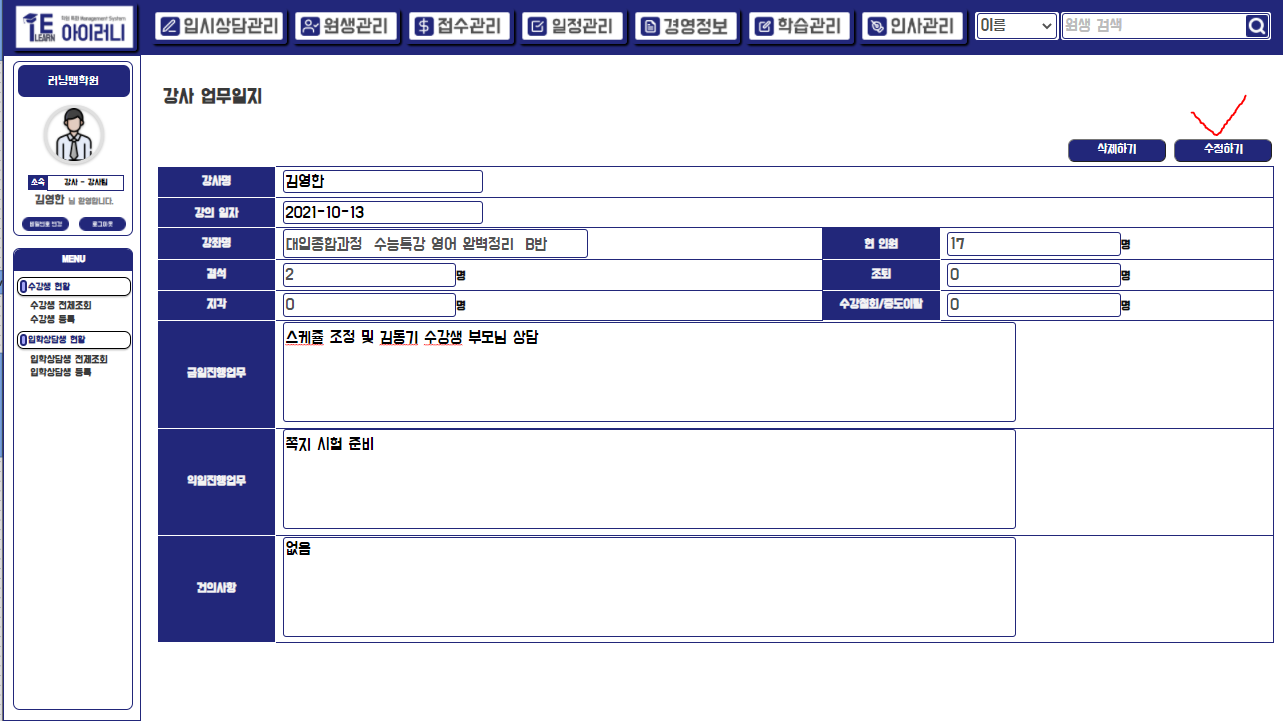 학원 회원 Management System
E LEARN 아이러니
입시상담관리 원생관리 접수관리 일정관리 경영정보 학습관리 인사관리 이름 원생 검색
러닝맨학원
소속 강사 - 강사팀
김영한 님 환영합니다.
비밀번호 변경 로그아웃
MENU
수강생 현황
수강생 전체조회
수강생 등록
입학상담생 현황
입학상담생 전체조회
입학상담생 등록
강사 업무일지
삭제하기 수정하기
강사명 김영한
강의 일자 2021-10-13
강좌명 대입종합과정 수능특강 영어 완벽정리 B반 현 인원 17 명
결석 2 명 조퇴 0 명
지각 0 명 수강철회/중도이탈 0 명
금일진행업무 스케쥴 조정 및 김동기 수강생 부모님 상담
익일진행업무 쪽지 시험 준비
건의사항 없음